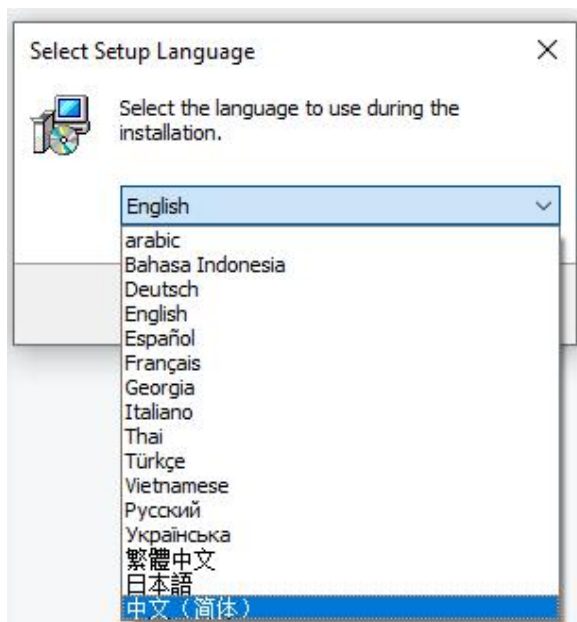 Select Setup Language
Select the language to use during the
installation.
English
arabic
Bahasa Indonesia
Deutsch
English
Español
Français
Georgia
Italiano
Thai
Türkçe
Vietnamese
Русский
Українська
繁體中文
日本語
中文（简体）